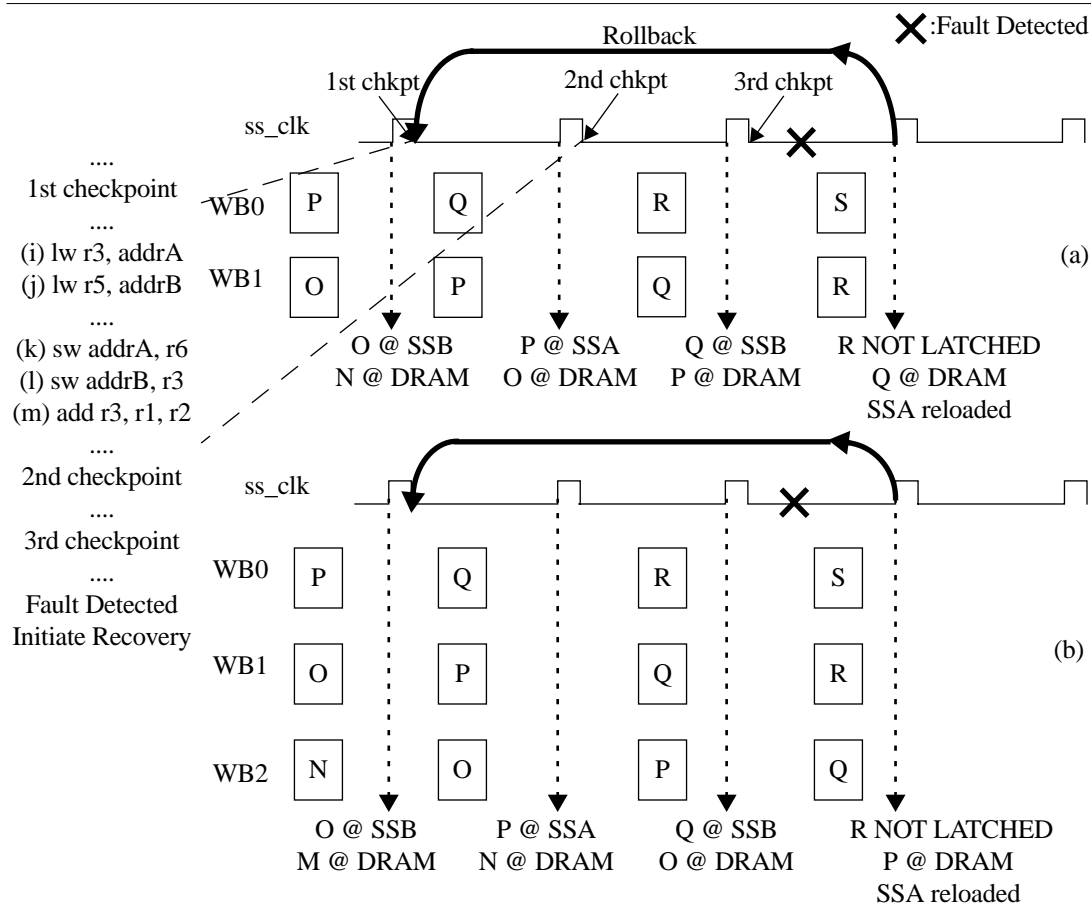 :Fault Detected
Rollback
1st chkpt
2nd chkpt
3rd chkpt
ss_clk
....
1st checkpoint
....
(i) lw r3, addrA
(j) lw r5, addrB
....
(k) sw addrA, r6
(l) sw addrB, r3
(m) add r3, r1, r2
....
2nd checkpoint
....
3rd checkpoint
....
Fault Detected
Initiate Recovery
WB0 P Q R S
(a)
WB1 O P Q R
O @ SSB P @ SSA Q @ SSB R NOT LATCHED
N @ DRAM O @ DRAM P @ DRAM Q @ DRAM
SSA reloaded
ss_clk
WB0 P Q R S
(b)
WB1 O P Q R
WB2 N O P Q
O @ SSB P @ SSA Q @ SSB R NOT LATCHED
M @ DRAM N @ DRAM O @ DRAM P @ DRAM
SSA reloaded